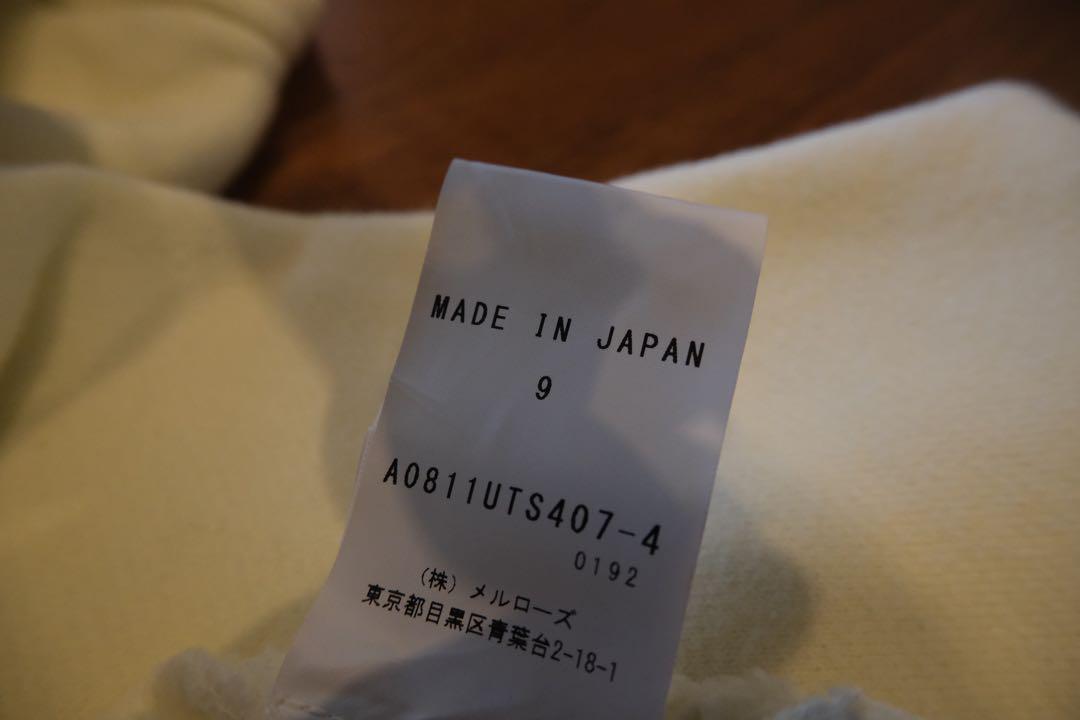 MADE IN JAPAN
9
A0811UTS407-4
0192
(株) メルローズ
東京都目黒区青葉台2-18-1